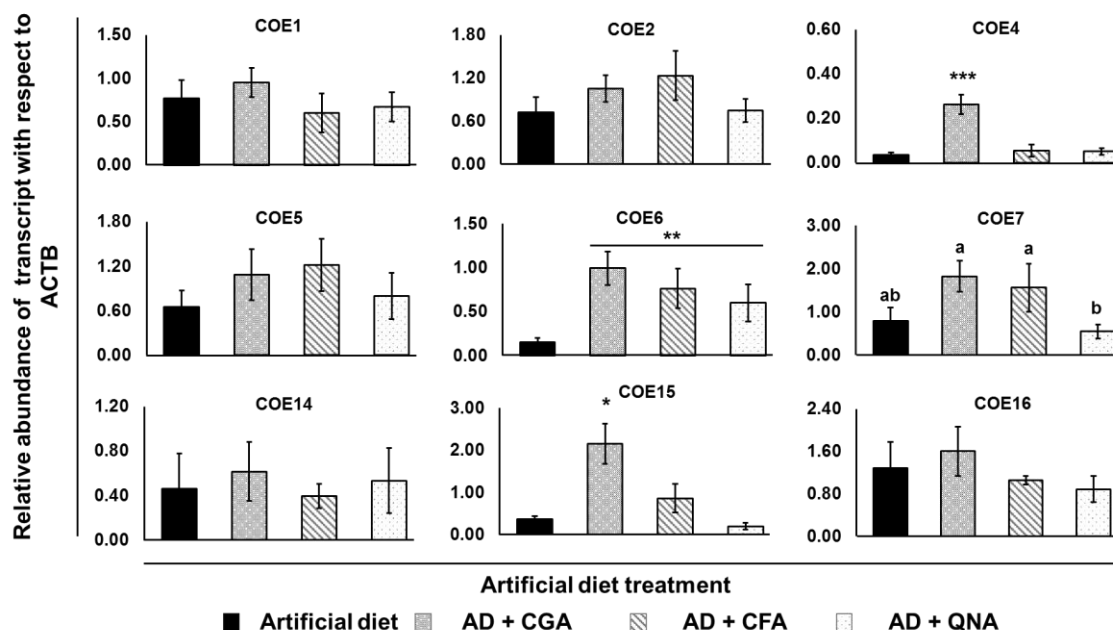 Relative abundance of transcript with respect to
ACTB
COE1
1.50
1.00
0.50
0.00
COE2
1.80
1.20
0.60
0.00
COE4
0.60
0.40
0.20
0.00
***
COE5
1.80
1.20
0.60
0.00
COE6
1.50
1.00
0.50
0.00
**
COE7
3.00
2.00
1.00
0.00
ab
a
a
b
COE14
1.20
0.80
0.40
0.00
COE15
3.00
2.00
1.00
0.00
*
COE16
2.40
1.60
0.80
0.00
Artificial diet treatment
Artificial diet AD + CGA AD + CFA AD + QNA